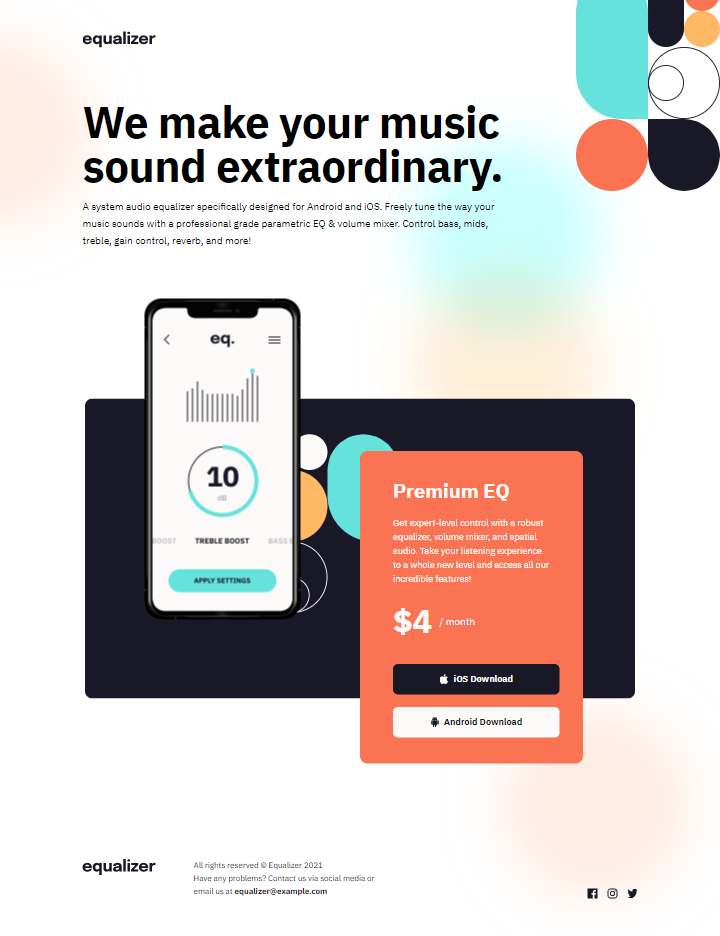 equalizer
We make your music
sound extraordinary.
A system audio equalizer specifically designed for Android and iOS. Freely tune the way your
music sounds with a professional grade parametric EQ & volume mixer. Control bass, mids,
treble, gain control, reverb, and more!
eq.
10
dB
BOOST TREBLE BOOST BASS B
APPLY SETTINGS
Premium EQ
Get expert-level control with a robust
equalizer, volume mixer, and spatial
audio. Take your listening experience
to a whole new level and access all our
incredible features!
$4 / month
iOS Download
Android Download
equalizer
All rights reserved © Equalizer 2021
Have any problems? Contact us via social media or
email us at equalizer@example.com